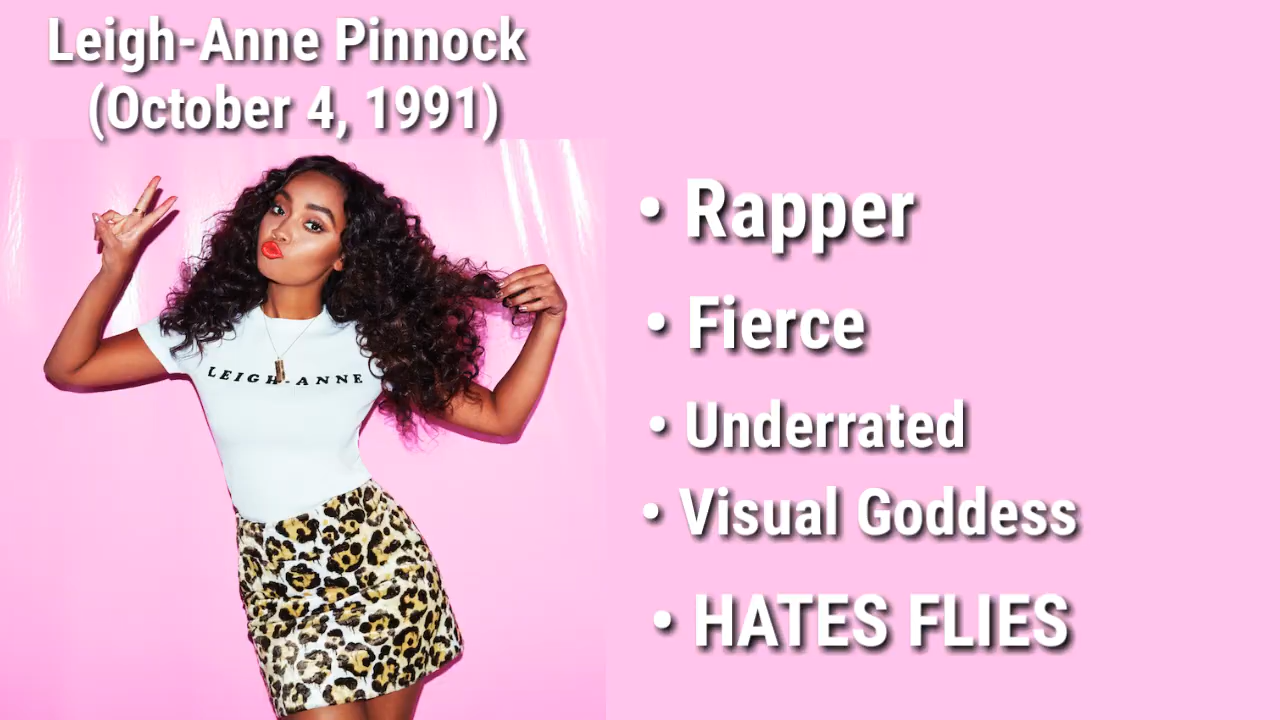 Leigh-Anne Pinnock
(October 4, 1991)
• Rapper
• Fierce
LEIGH-ANNE
• Underrated
• Visual Goddess
• HATES FLIES